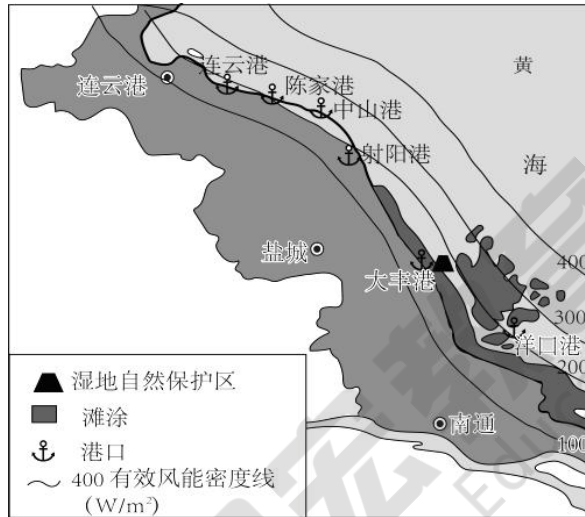 黄
海
连云港
连云港
陈家港
中山港
射阳港
盐城
大丰港
洋口港
南通
400
300
200
100
湿地自然保护区
滩涂
港口
400 有效风能密度线
(W/m²)